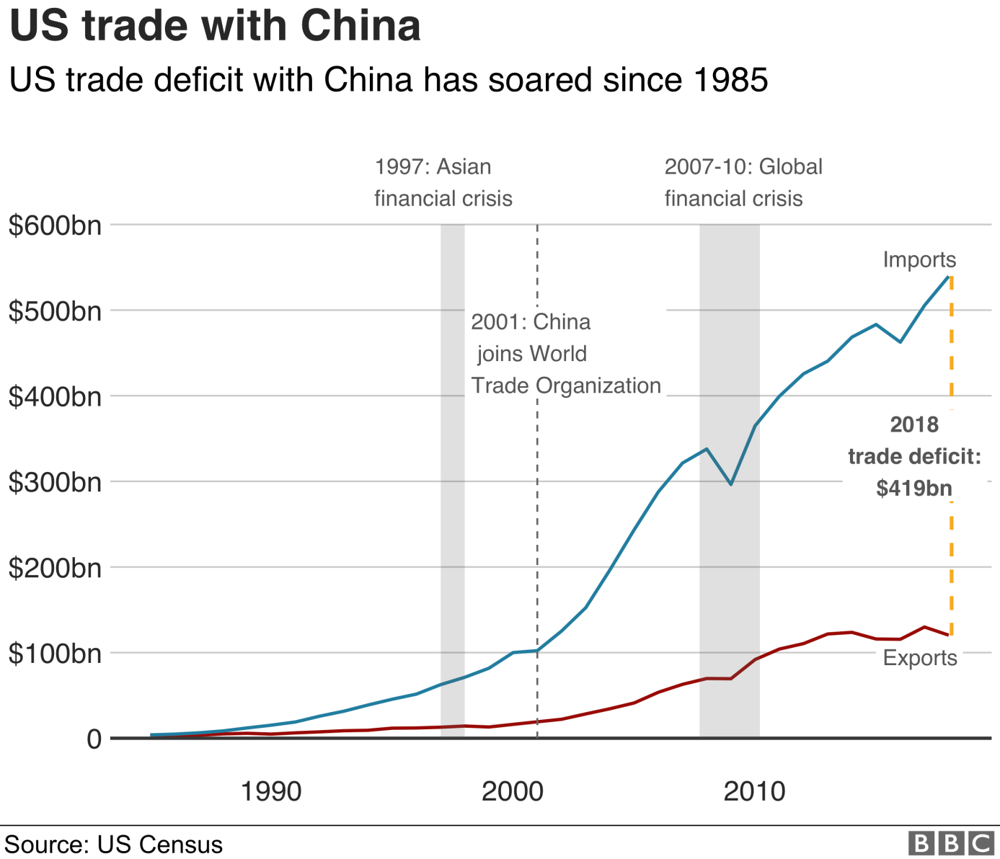 US trade with China
US trade deficit with China has soared since 1985
1997: Asian
financial crisis
2007-10: Global
financial crisis
$600bn
Imports
$500bn
2001: China
joins World
Trade Organization
$400bn
2018
trade deficit:
$419bn
$300bn
$200bn
$100bn
Exports
0
1990 2000 2010
Source: US Census
BBC